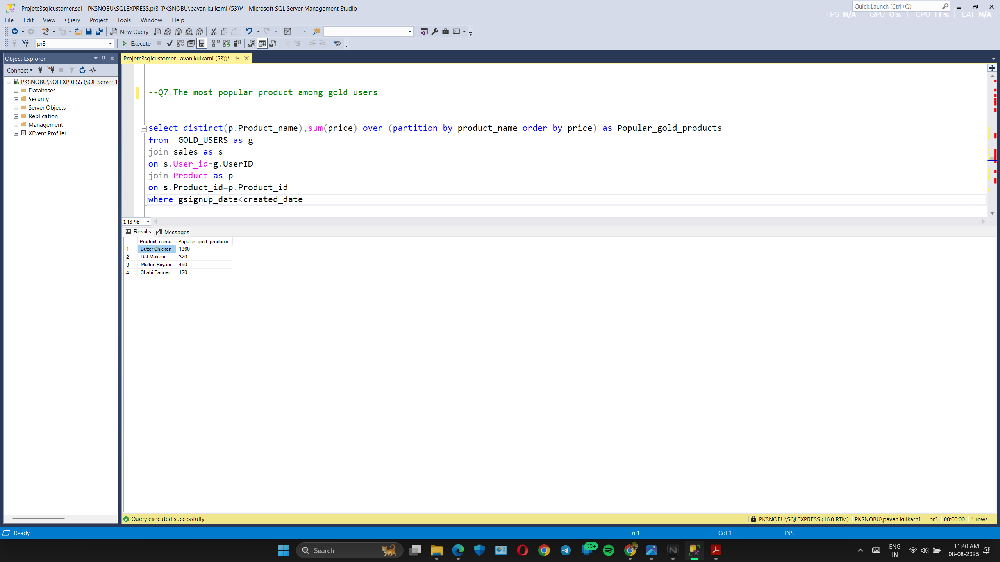 Projetc3sqlcustomer.sql - PKSNOBU\SQLEXPRESS.pr3 (PKSNOBU\pavan kulkarni (53))* - Microsoft SQL Server Management Studio
Quick Launch (Ctrl+Q)
FPS N/A GPU 0% CPU 11% LAT N/A
File Edit View Query Project Tools Window Help
New Query MDX DMX XMLA DAX
pr3 Execute
Object Explorer
Projetc3sqlcustomer...avan kulkarni (53))*
Connect
PKSNOBU\SQLEXPRESS (SQL Server 1
Databases
Security
Server Objects
Replication
Management
XEvent Profiler
--Q7 The most popular product among gold users
select distinct(p.Product_name),sum(price) over (partition by product_name order by price) as Popular_gold_products
from  GOLD_USERS as g
join sales as s
on s.User_id=g.UserID
join Product as p
on s.Product_id=p.Product_id
where gsignup_date<created_date
143 %
Results Messages
Product_name Popular_gold_products
1 Butter Chicken 1360
2 Dal Makani 320
3 Mutton Biryani 450
4 Shahi Panner 170
Query executed successfully.
PKSNOBU\SQLEXPRESS (16.0 RTM) PKSNOBU\pavan kulkarni... pr3 00:00:00 4 rows
Ready Ln 1 Col 1 INS
Search
99+
ENG
IN
11:40 AM
08-08-2025